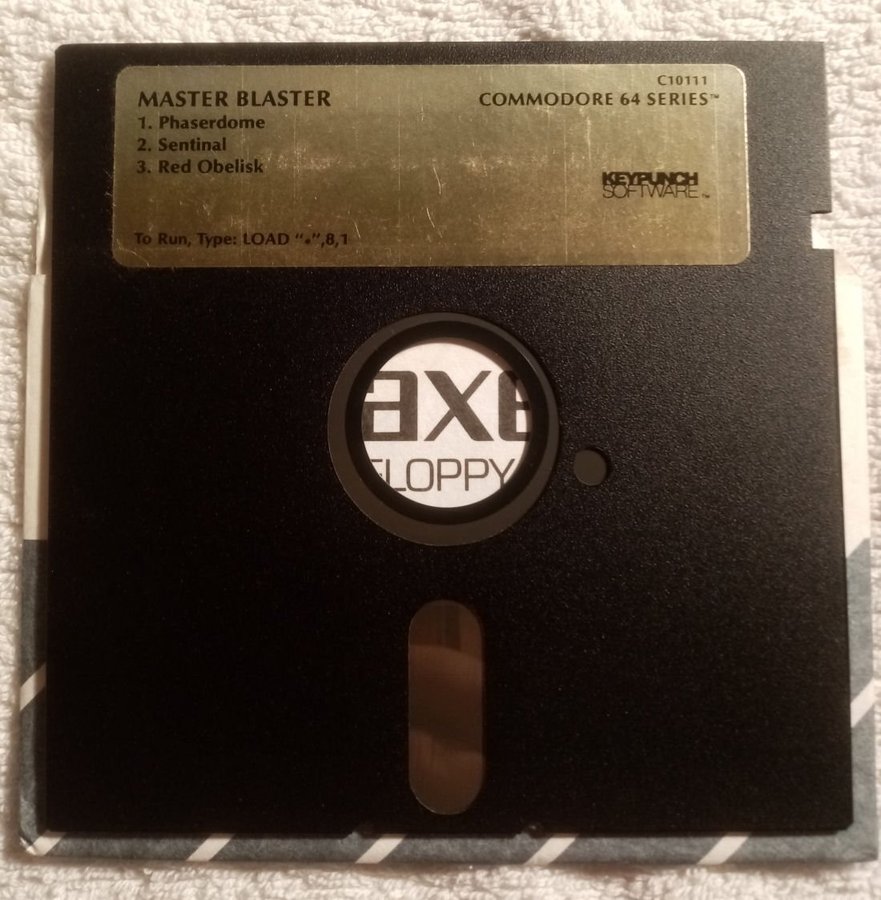 C10111
MASTER BLASTER
COMMODORE 64 SERIES™
1. Phaserdome
2. Sentinal
3. Red Obelisk
KEYPUNCH
SOFTWARE™
To Run, Type: LOAD "*",8,1
axe
FLOPPY